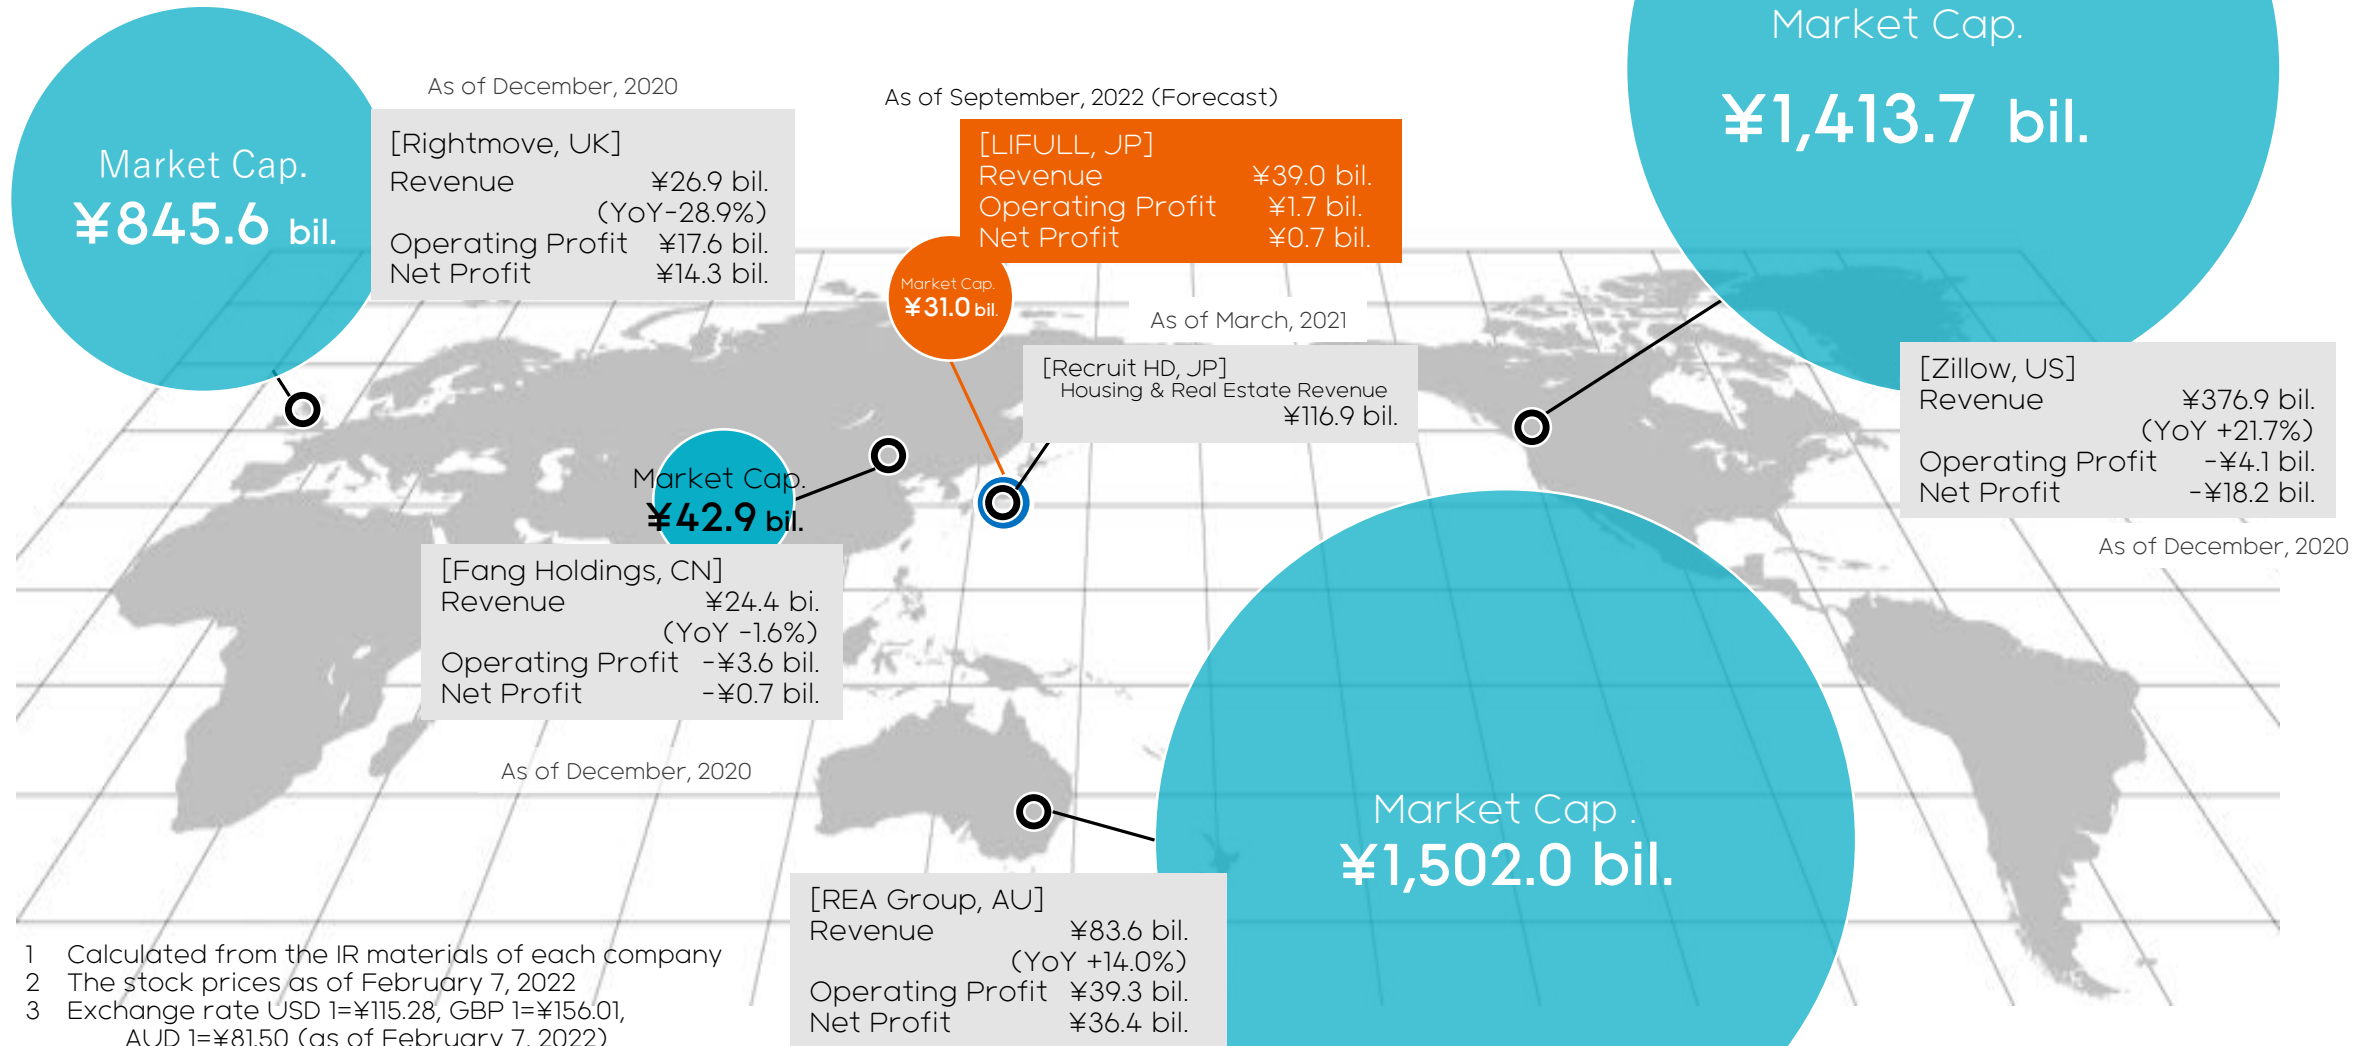 Market Cap.
¥845.6 bil.
As of December, 2020
[Rightmove, UK]
Revenue ¥26.9 bil.
(YoY-28.9%)
Operating Profit ¥17.6 bil.
Net Profit ¥14.3 bil.
As of September, 2022 (Forecast)
[LIFULL, JP]
Revenue ¥39.0 bil.
Operating Profit ¥1.7 bil.
Net Profit ¥0.7 bil.
Market Cap.
¥31.0 bil.
As of March, 2021
[Recruit HD, JP]
Housing & Real Estate Revenue
¥116.9 bil.
Market Cap.
¥1,413.7 bil.
[Zillow, US]
Revenue ¥376.9 bil.
(YoY +21.7%)
Operating Profit -¥4.1 bil.
Net Profit -¥18.2 bil.
As of December, 2020
Market Cap.
¥42.9 bil.
[Fang Holdings, CN]
Revenue ¥24.4 bi.
(YoY -1.6%)
Operating Profit -¥3.6 bil.
Net Profit -¥0.7 bil.
As of December, 2020
Market Cap .
¥1,502.0 bil.
[REA Group, AU]
Revenue ¥83.6 bil.
(YoY +14.0%)
Operating Profit ¥39.3 bil.
Net Profit ¥36.4 bil.
1 Calculated from the IR materials of each company
2 The stock prices as of February 7, 2022
3 Exchange rate USD 1=¥115.28, GBP 1=¥156.01,
AUD 1=¥81.50 (as of February 7, 2022)